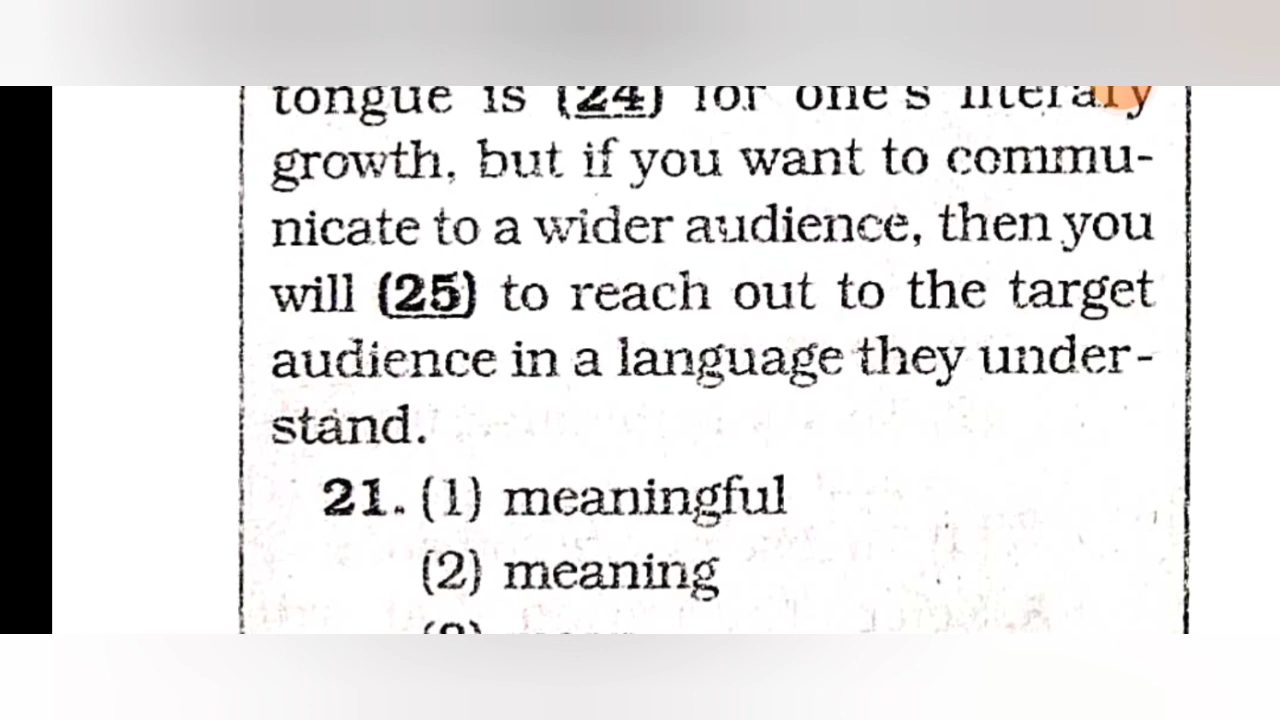 tongue is (24) for one's literary
growth, but if you want to commu-
nicate to a wider audience, then you
will (25) to reach out to the target
audience in a language they under-
stand.
21. (1) meaningful
(2) meaning